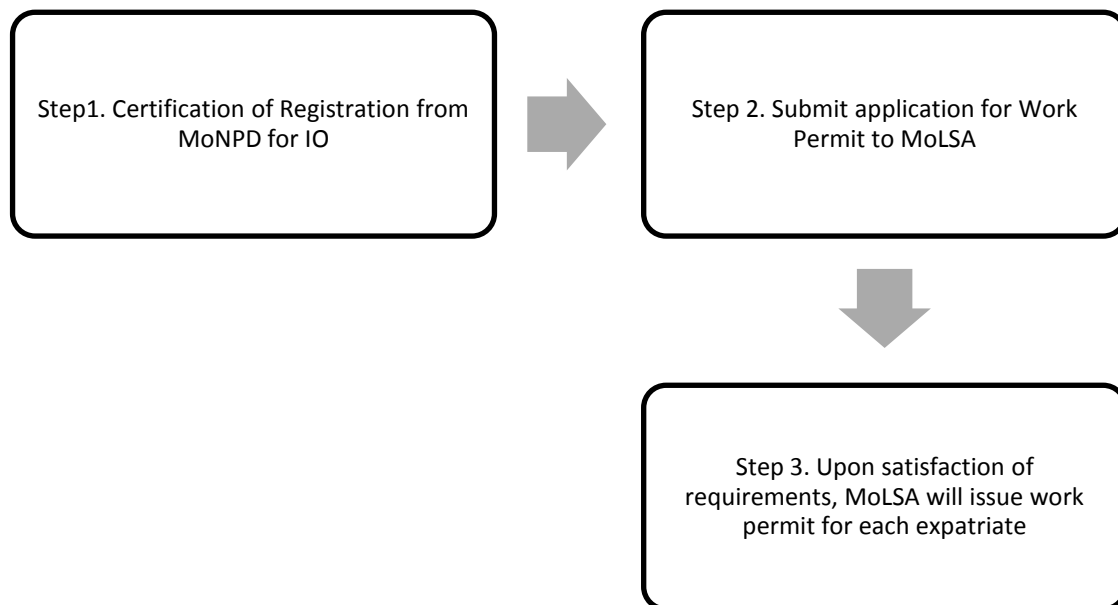 Step1. Certification of Registration from
MoNPD for IO
Step 2. Submit application for Work
Permit to MoLSA
Step 3. Upon satisfaction of
requirements, MoLSA will issue work
permit for each expatriate